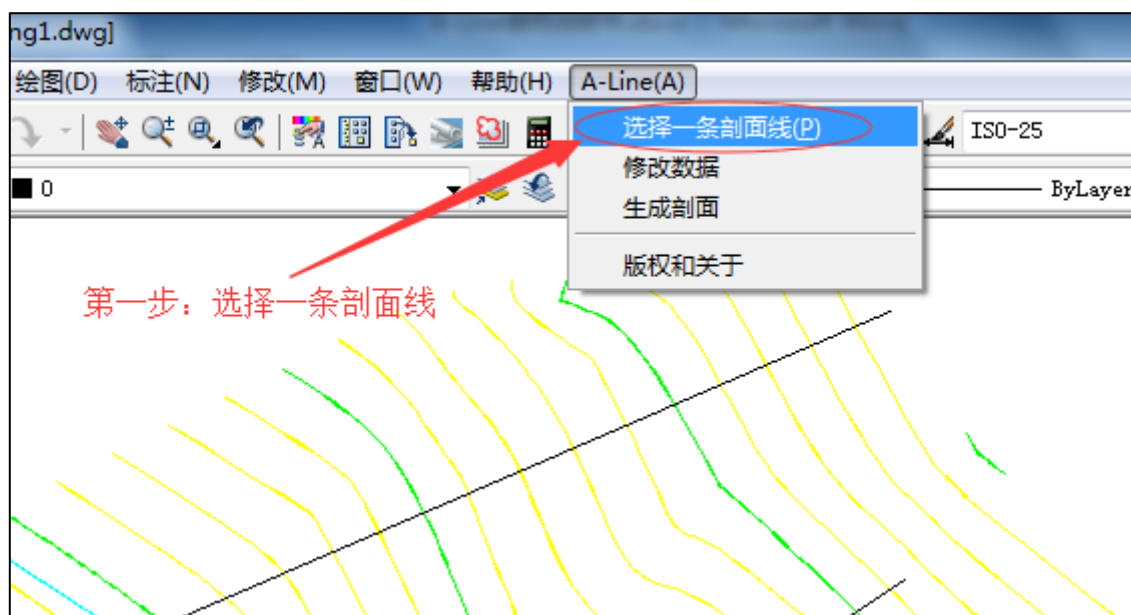 ng1.dwg]
绘图(D) 标注(N) 修改(M) 窗口(W) 帮助(H) A-Line(A)
选择一条剖面线(P)
ISO-25
修改数据
0
ByLayer
生成剖面
版权和关于
第一步：选择一条剖面线